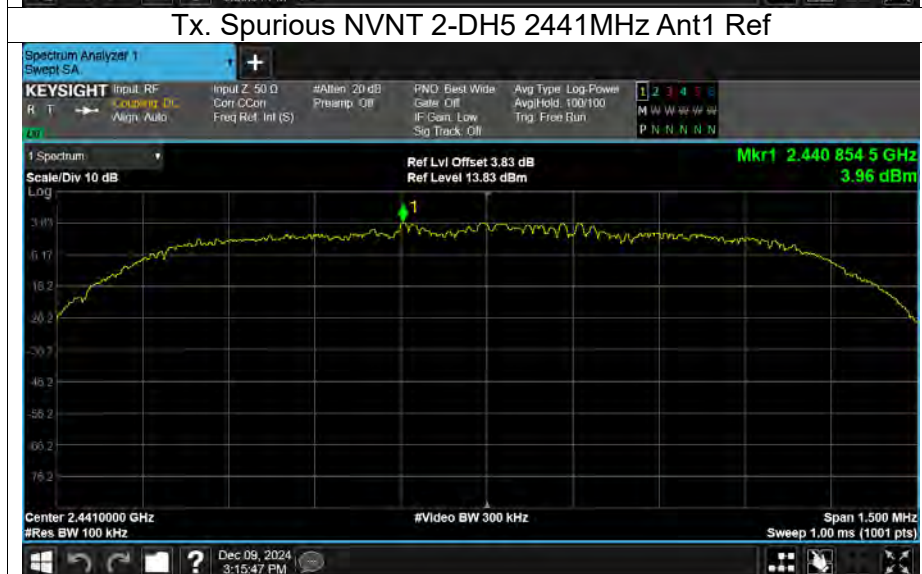 Tx. Spurious NVNT 2-DH5 2441MHz Ant1 Ref
Spectrum Analyzer 1
Swept SA
+
KEYSIGHT Input: RF Input Z: 50 Ω #Atten: 20 dB PNO: Best Wide Avg Type: Log-Power 1 2 3 4 5 6
R T Coupling: DC Corr CCorr Preamp: Off Gate: Off Avg|Hold: 100/100 M W W W W W
Align: Auto Freq Ref: Int (S) IF Gain: Low Trig: Free Run
Sig Track: Off P N N N N N
1 Spectrum Ref Lvl Offset 3.83 dB Mkr1 2.440 854 5 GHz
Scale/Div 10 dB Ref Level 13.83 dBm 3.96 dBm
Log
1
3.83
-6.17
-16.2
-26.2
-36.2
-46.2
-56.2
-66.2
-76.2
Center 2.4410000 GHz #Video BW 300 kHz Span 1.500 MHz
#Res BW 100 kHz Sweep 1.00 ms (1001 pts)
? Dec 09, 2024
3:15:47 PM